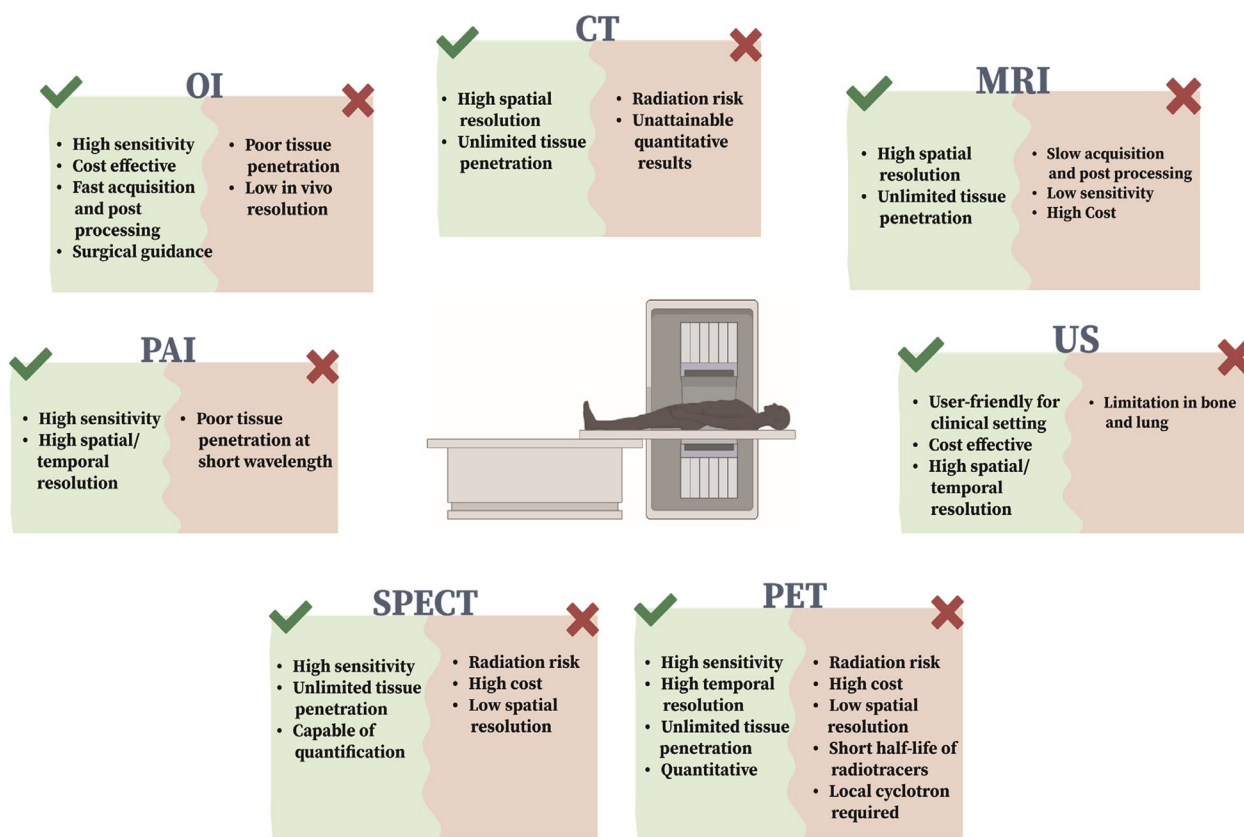 CT
• High spatial
resolution
• Unlimited tissue
penetration
• Radiation risk
• Unattainable
quantitative
results
OI
• High sensitivity
• Cost effective
• Fast acquisition
and post
processing
• Surgical guidance
• Poor tissue
penetration
• Low in vivo
resolution
MRI
• High spatial
resolution
• Unlimited tissue
penetration
• Slow acquisition
and post processing
• Low sensitivity
• High Cost
PAI
• High sensitivity
• High spatial/
temporal
resolution
• Poor tissue
penetration at
short wavelength
US
• User-friendly for
clinical setting
• Cost effective
• High spatial/
temporal
resolution
• Limitation in bone
and lung
SPECT
• High sensitivity
• Unlimited tissue
penetration
• Capable of
quantification
• Radiation risk
• High cost
• Low spatial
resolution
PET
• High sensitivity
• High temporal
resolution
• Unlimited tissue
penetration
• Quantitative
• Radiation risk
• High cost
• Low spatial
resolution
• Short half-life of
radiotracers
• Local cyclotron
required